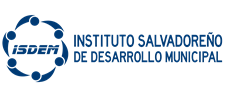 ISDEM
INSTITUTO SALVADOREÑO
DE DESARROLLO MUNICIPAL